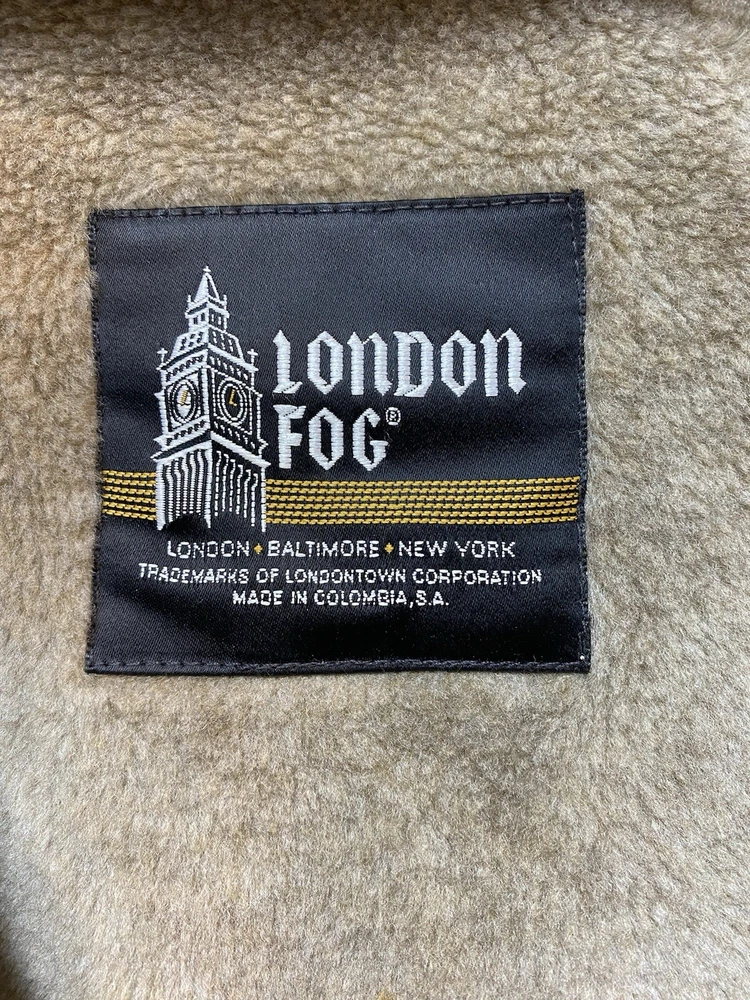 LONDON
FOG®
L L
LONDON • BALTIMORE • NEW YORK
TRADEMARKS OF LONDONTOWN CORPORATION
MADE IN COLOMBIA, S.A.